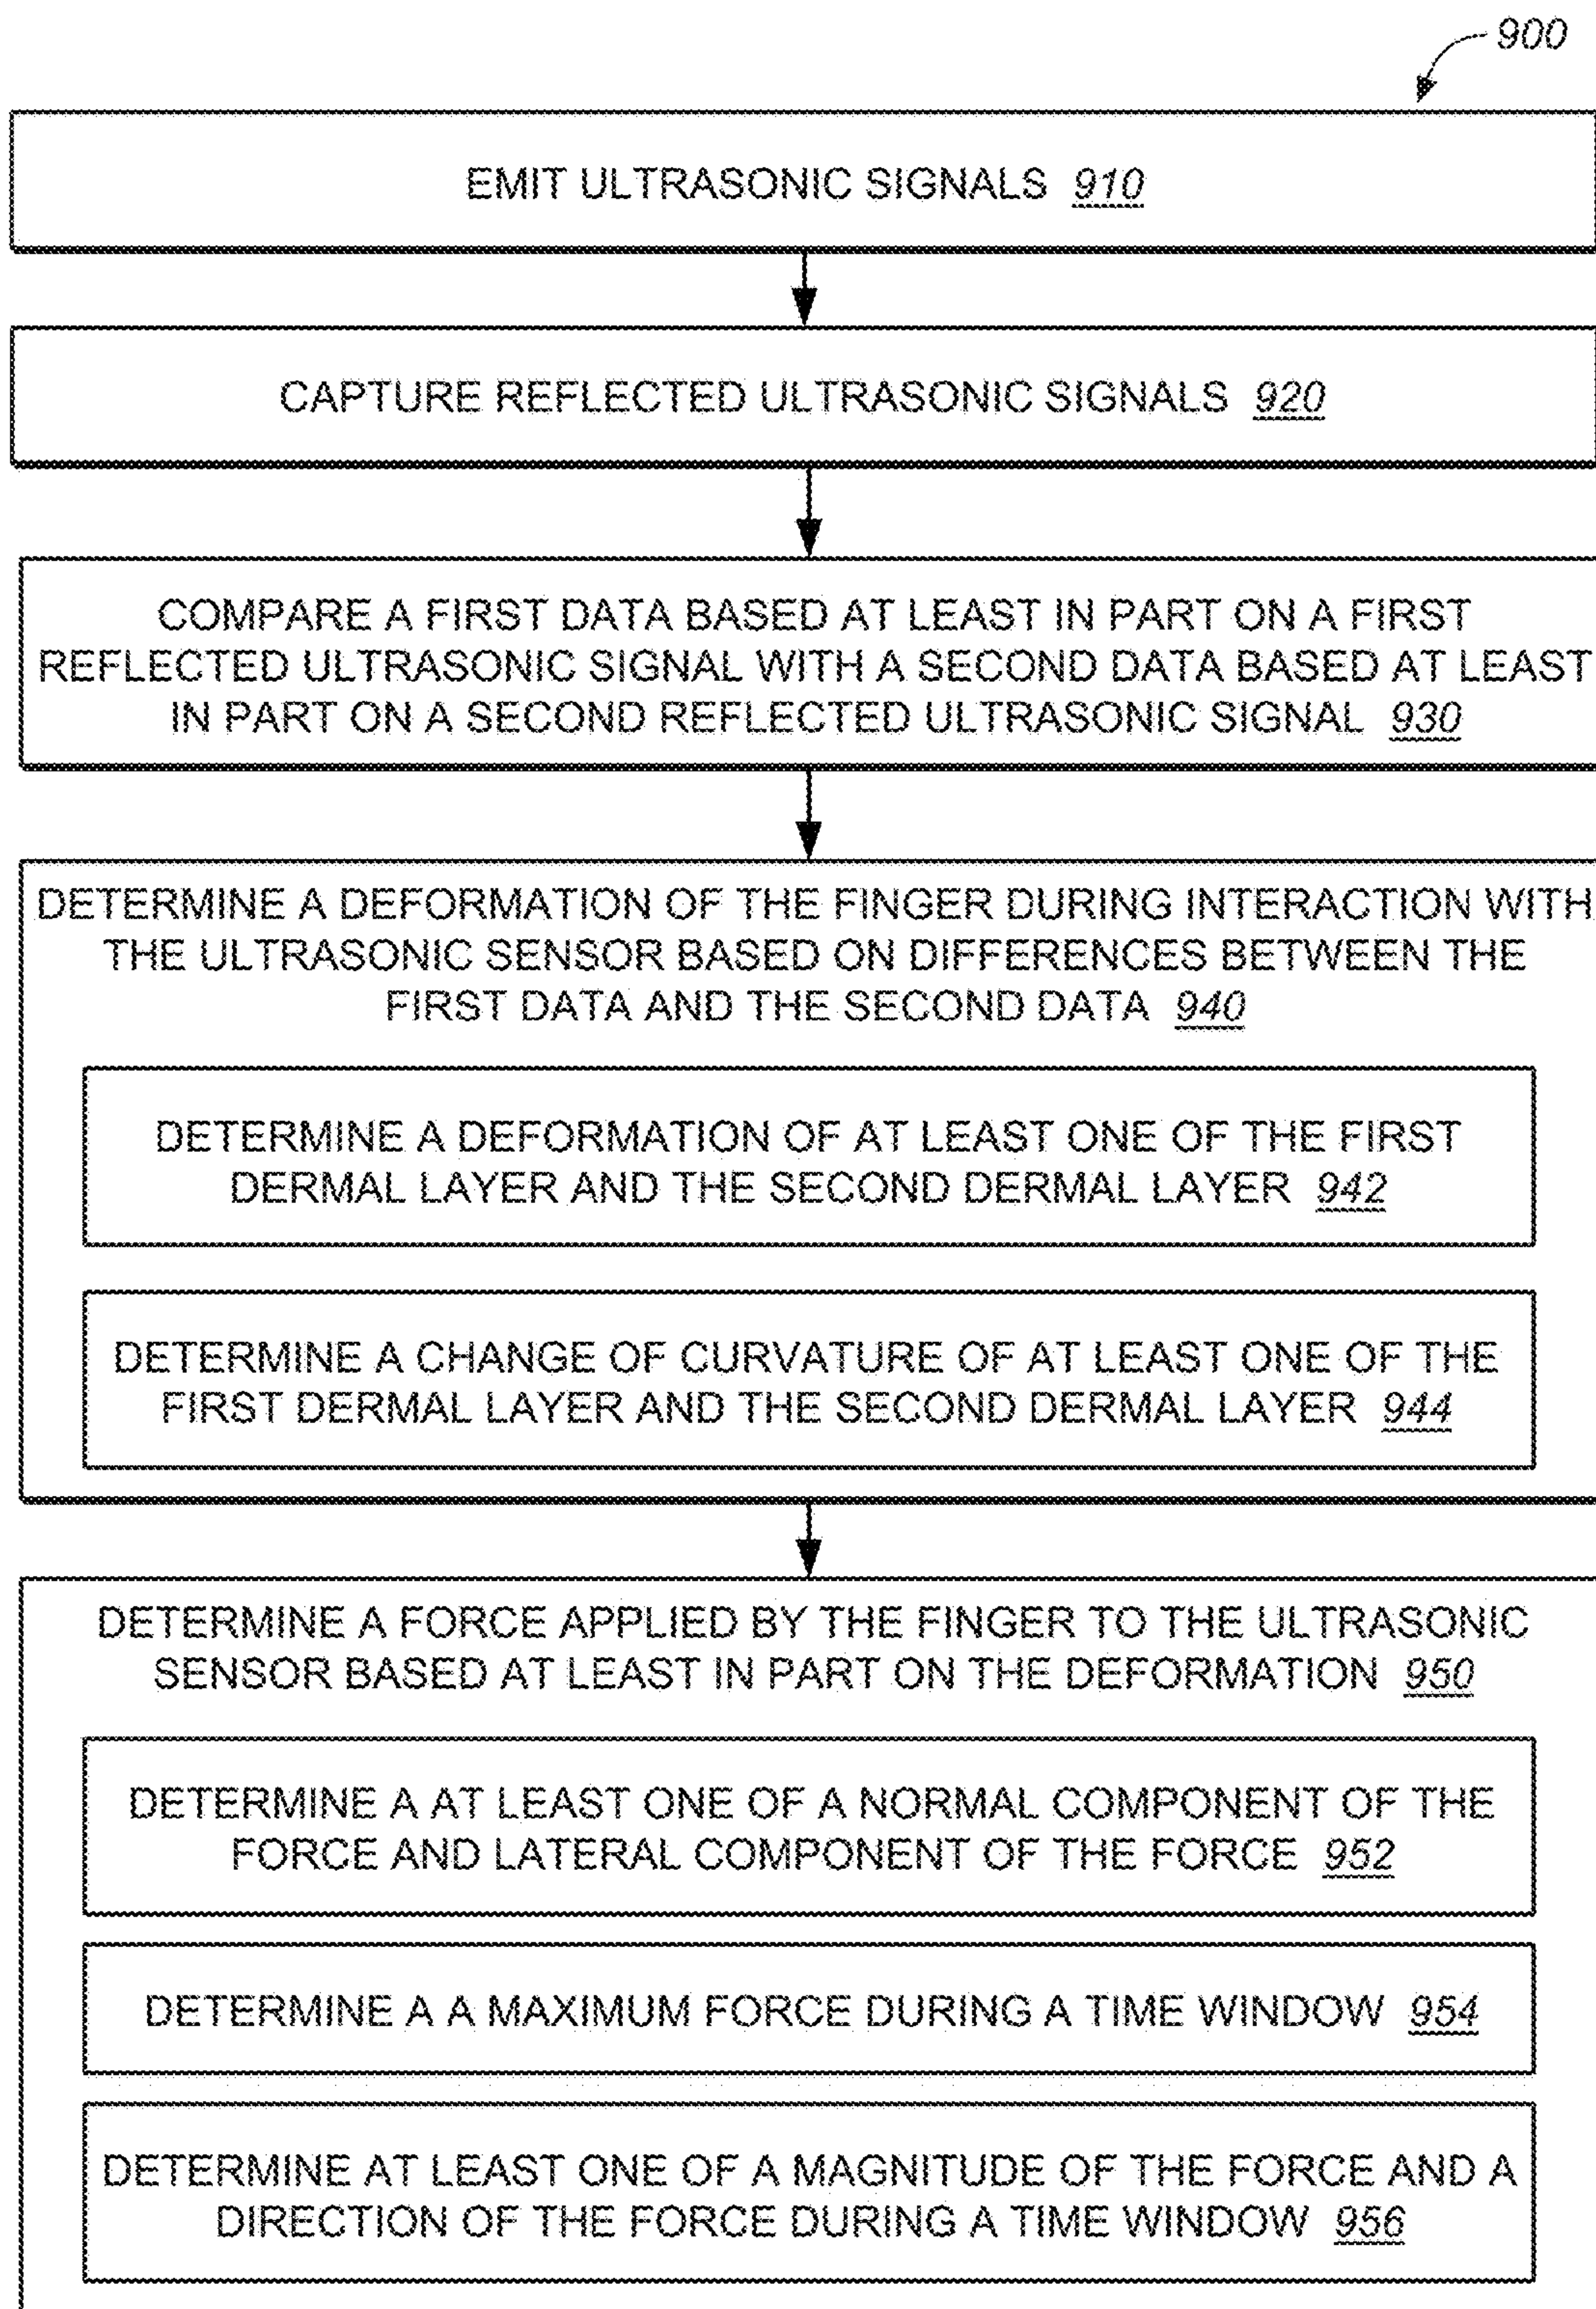 900
EMIT ULTRASONIC SIGNALS 910
CAPTURE REFLECTED ULTRASONIC SIGNALS 920
COMPARE A FIRST DATA BASED AT LEAST IN PART ON A FIRST
REFLECTED ULTRASONIC SIGNAL WITH A SECOND DATA BASED AT LEAST
IN PART ON A SECOND REFLECTED ULTRASONIC SIGNAL 930
DETERMINE A DEFORMATION OF THE FINGER DURING INTERACTION WITH
THE ULTRASONIC SENSOR BASED ON DIFFERENCES BETWEEN THE
FIRST DATA AND THE SECOND DATA 940
DETERMINE A DEFORMATION OF AT LEAST ONE OF THE FIRST
DERMAL LAYER AND THE SECOND DERMAL LAYER 942
DETERMINE A CHANGE OF CURVATURE OF AT LEAST ONE OF THE
FIRST DERMAL LAYER AND THE SECOND DERMAL LAYER 944
DETERMINE A FORCE APPLIED BY THE FINGER TO THE ULTRASONIC
SENSOR BASED AT LEAST IN PART ON THE DEFORMATION 950
DETERMINE A AT LEAST ONE OF A NORMAL COMPONENT OF THE
FORCE AND LATERAL COMPONENT OF THE FORCE 952
DETERMINE A A MAXIMUM FORCE DURING A TIME WINDOW 954
DETERMINE AT LEAST ONE OF A MAGNITUDE OF THE FORCE AND A
DIRECTION OF THE FORCE DURING A TIME WINDOW 956